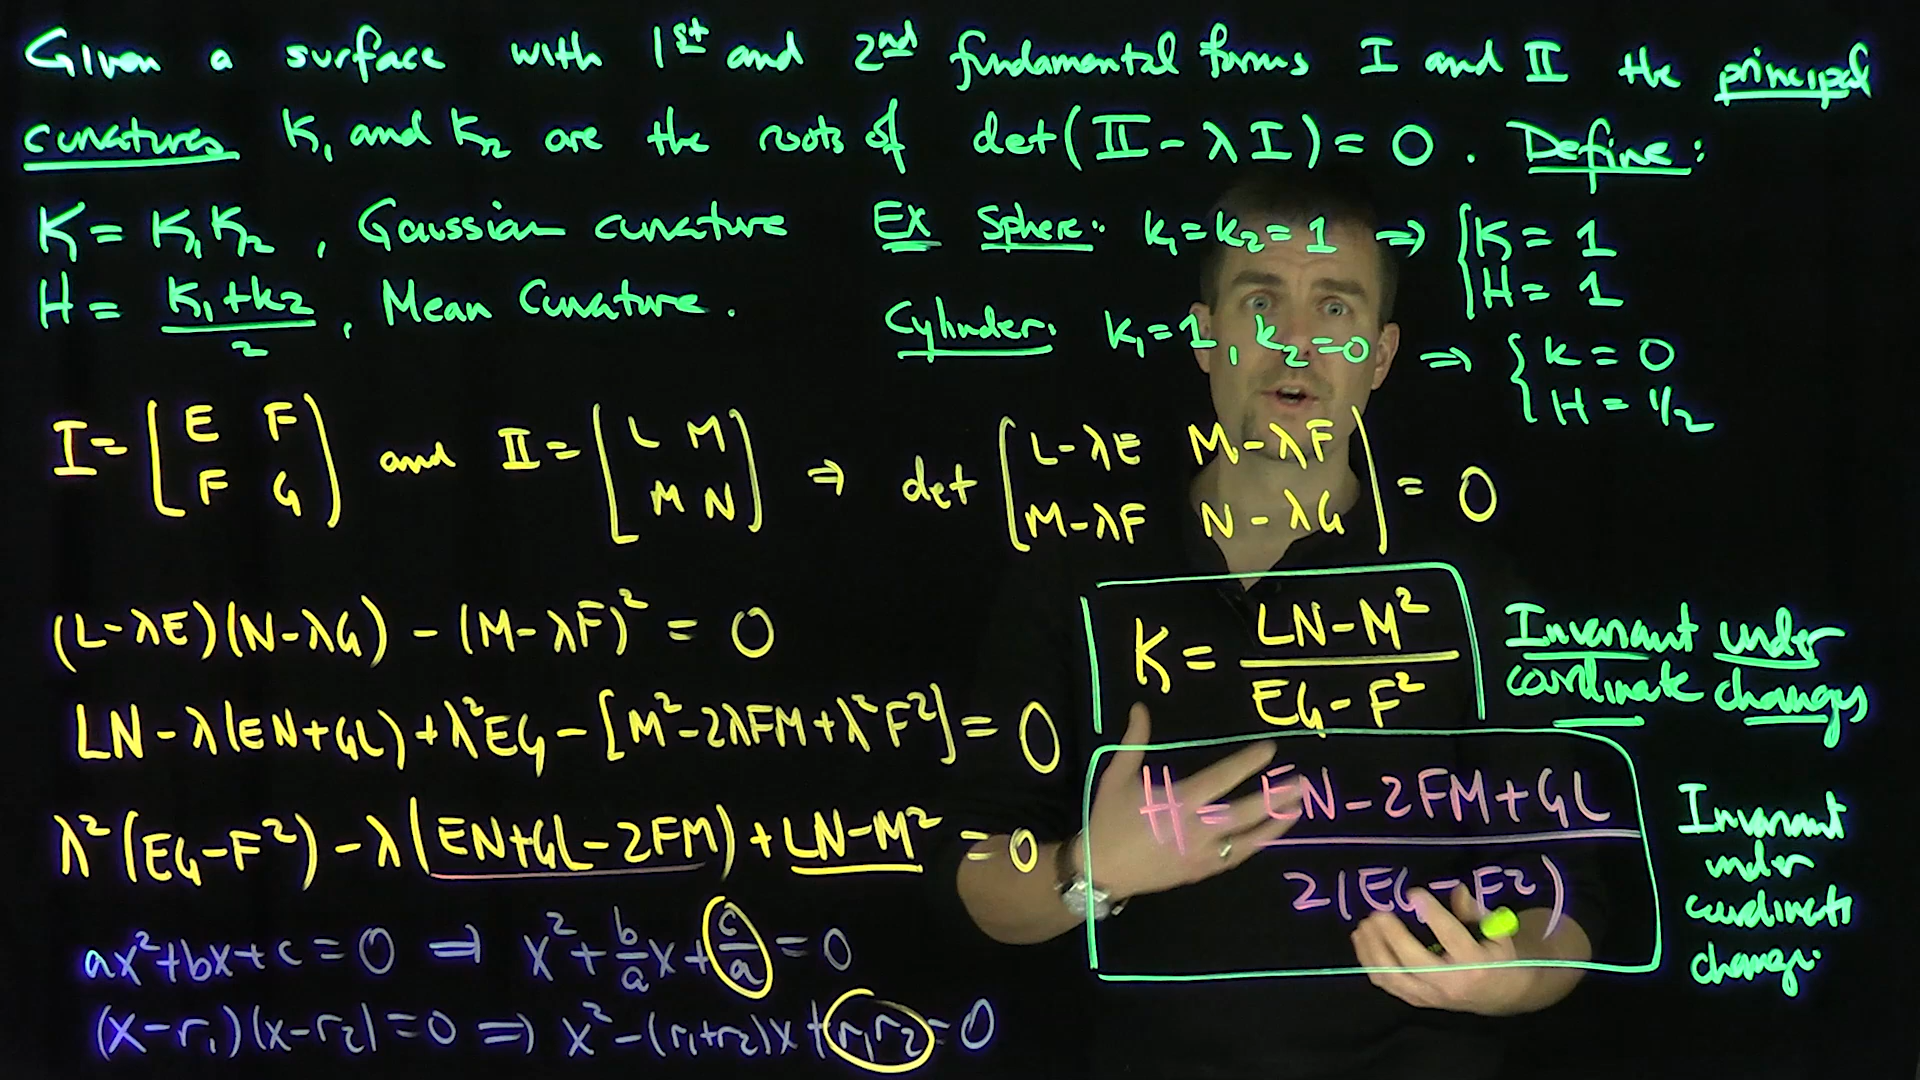 Given a surface with 1st and 2nd fundamental forms I and II the principal
curvatures K₁ and K₂ are the roots of det(II - λI) = 0. Define:
K = K₁K₂, Gaussian curvature
H = (K₁+k₂)/2, Mean Curvature.
Ex Sphere: k₁=k₂=1 ⇒ { K = 1
H = 1
Cylinder: k₁=1, k₂=0 ⇒ { k = 0
H = 1/2
I = [E F; F G] and II = [L M; M N] ⇒ det [L-λE M-λF; M-λF N-λG] = 0
(L-λE)(N-λG) - (M-λF)² = 0
LN - λ(EN+GL) + λ²EG - [M²-2λFM+λ²F²] = 0
λ²(EG-F²) - λ(EN+GL-2FM) + LN-M² = 0
ax²+bx+c = 0 ⇒ x² + b/a x + c/a = 0
(x-r₁)(x-r₂) = 0 ⇒ x² - (r₁+r₂)x + r₁r₂ = 0
K = (LN-M²)/(EG-F²)
Invariant under
coordinate changes
H = (EN-2FM+GL)/(2(EG-F2))
Invariant
under
coordinate
change.